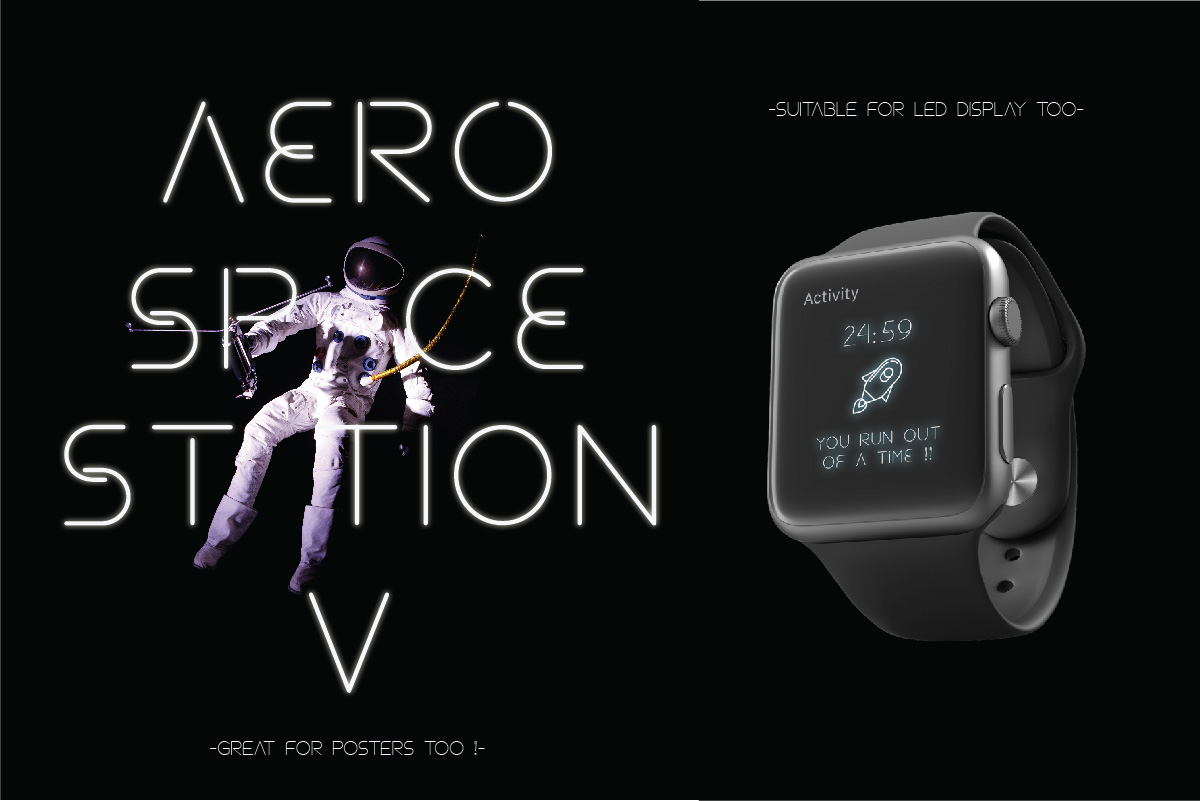 AERO
SPACE
STATION
V
-GREAT FOR POSTERS TOO !-
-SUITABLE FOR LED DISPLAY TOO-
Activity
24:59
YOU RUN OUT
OF A TIME !!